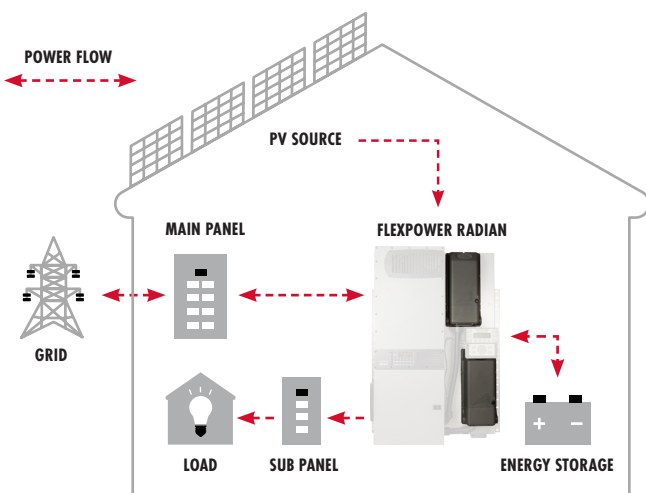 POWER FLOW
PV SOURCE
MAIN PANEL
FLEXPOWER RADIAN
GRID
LOAD
SUB PANEL
ENERGY STORAGE
+ −